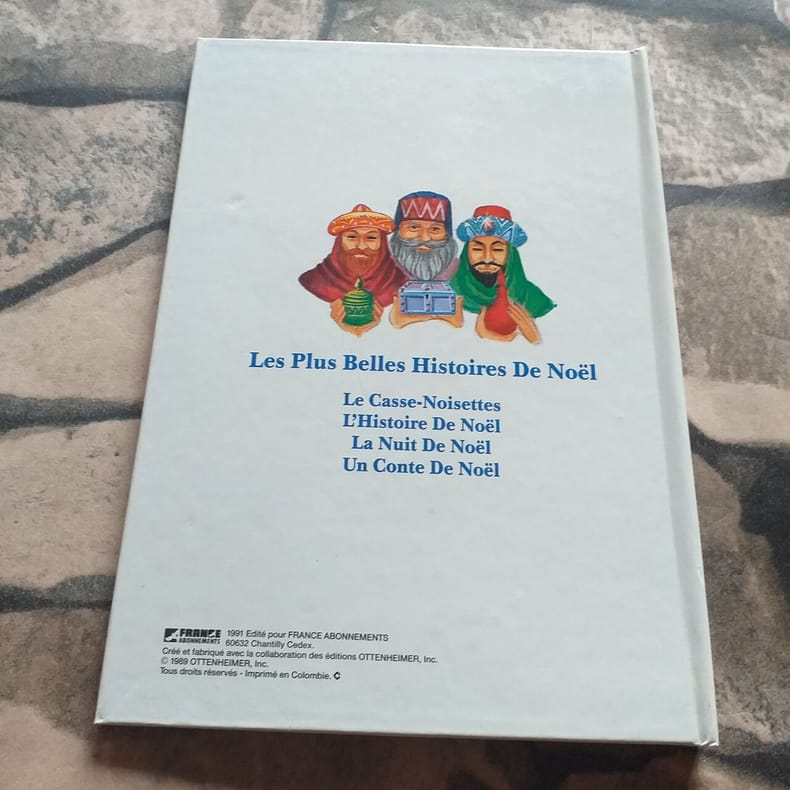 Les Plus Belles Histoires De Noël
Le Casse-Noisettes
L'Histoire De Noël
La Nuit De Noël
Un Conte De Noël
FRANCE ABONNEMENTS
1991 Edité pour FRANCE ABONNEMENTS
60632 Chantilly Cedex.
Créé et fabriqué avec la collaboration des éditions OTTENHEIMER, Inc.
© 1989 OTTENHEIMER, Inc.
Tous droits réservés - Imprimé en Colombie.